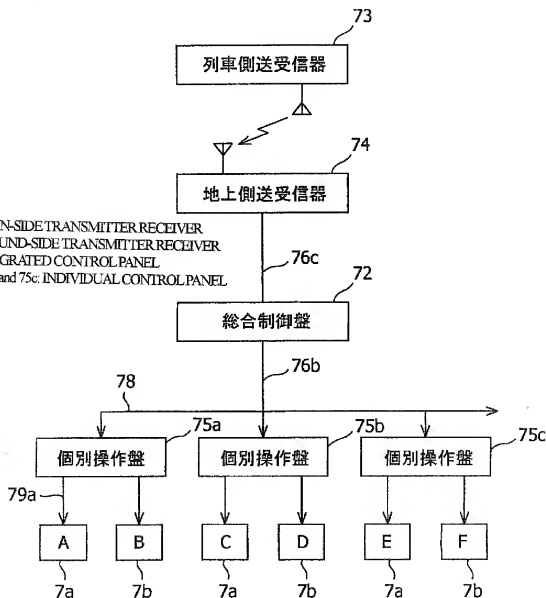 73
列車側送受信器
74
地上側送受信器
N-SIDE TRANSMITTER RECEIVER
UND-SIDE TRANSMITTER RECEIVER
GRATED CONTROL PANEL
and 75c: INDIVIDUAL CONTROL PANEL
76c
72
総合制御盤
76b
78
75a
75b
75c
個別操作盤
個別操作盤
個別操作盤
79a
A
B
C
D
E
F
7a
7b
7a
7b
7a
7b